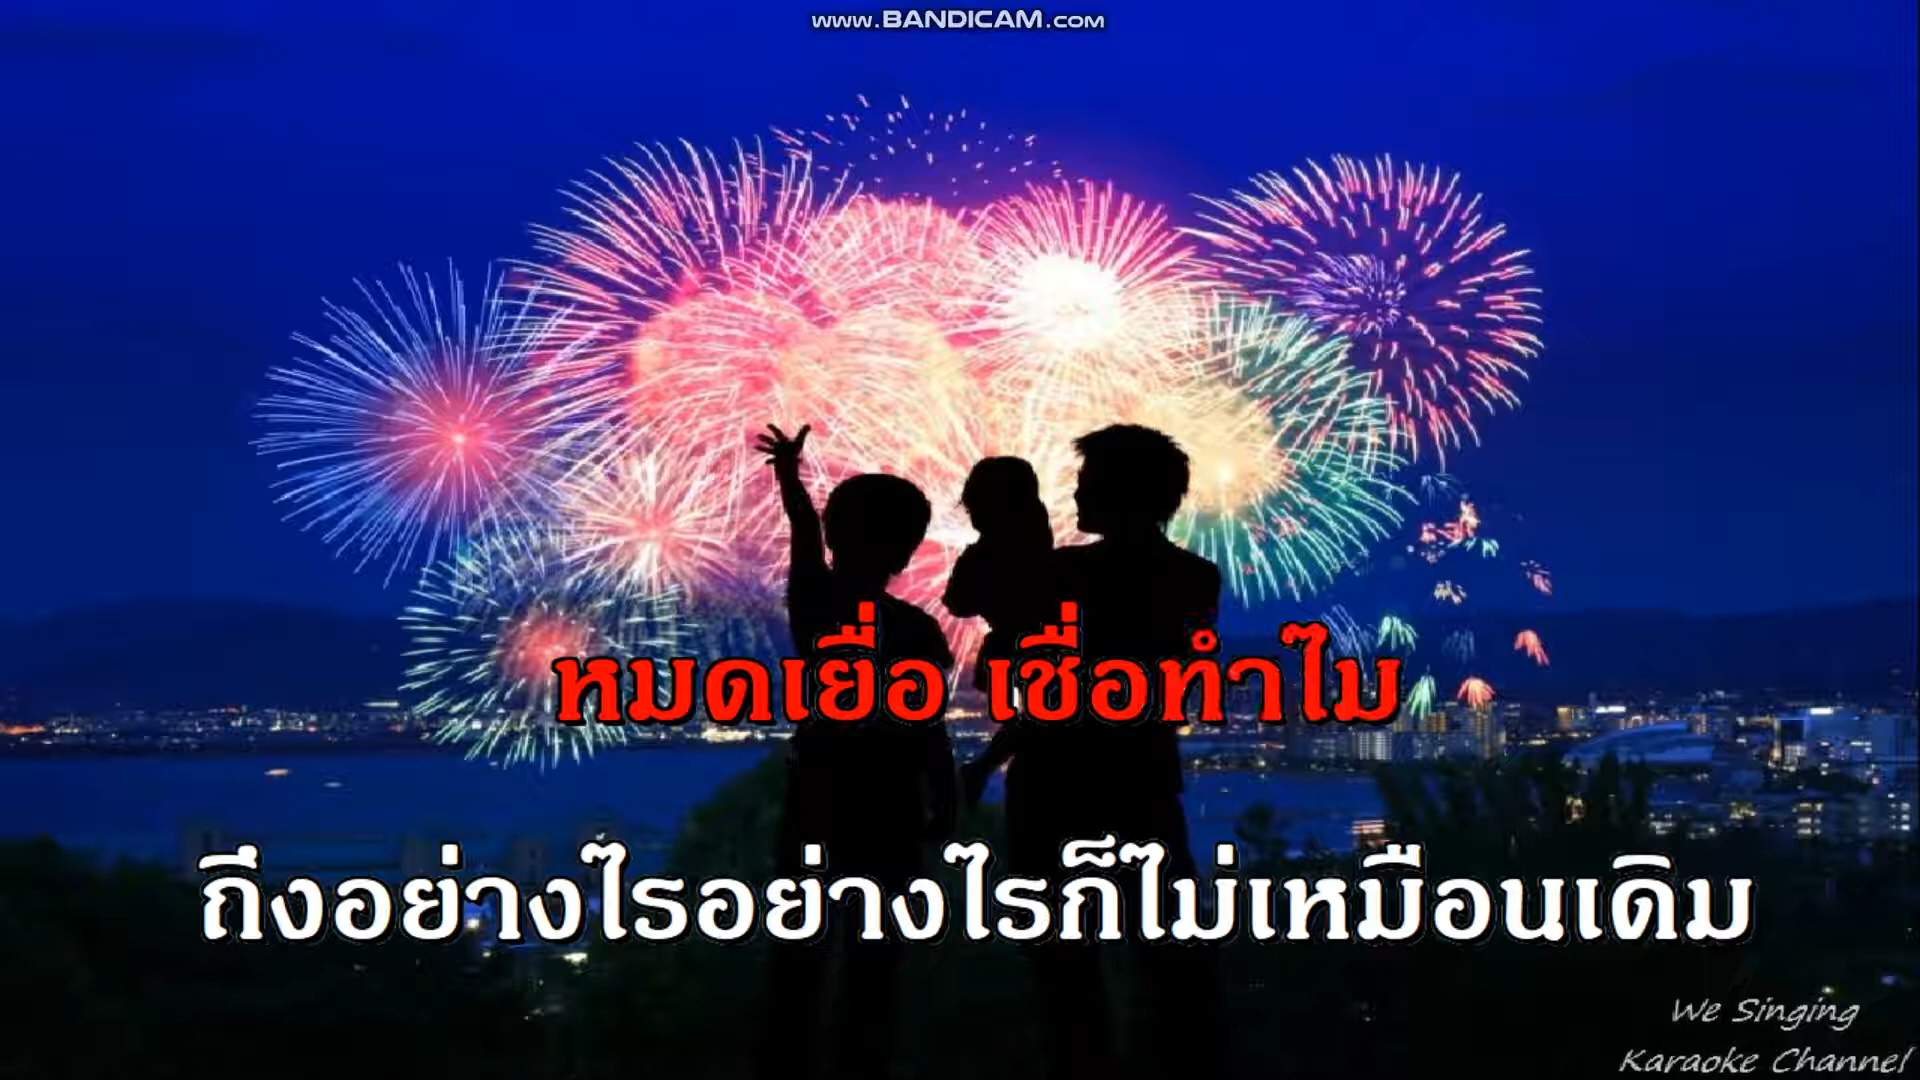 www.BANDICAM.com
หมดเยื่อ เชื่อทำไม
ถึงอย่างไรอย่างไรก็ไม่เหมือนเดิม
We Singing
Karaoke Channel